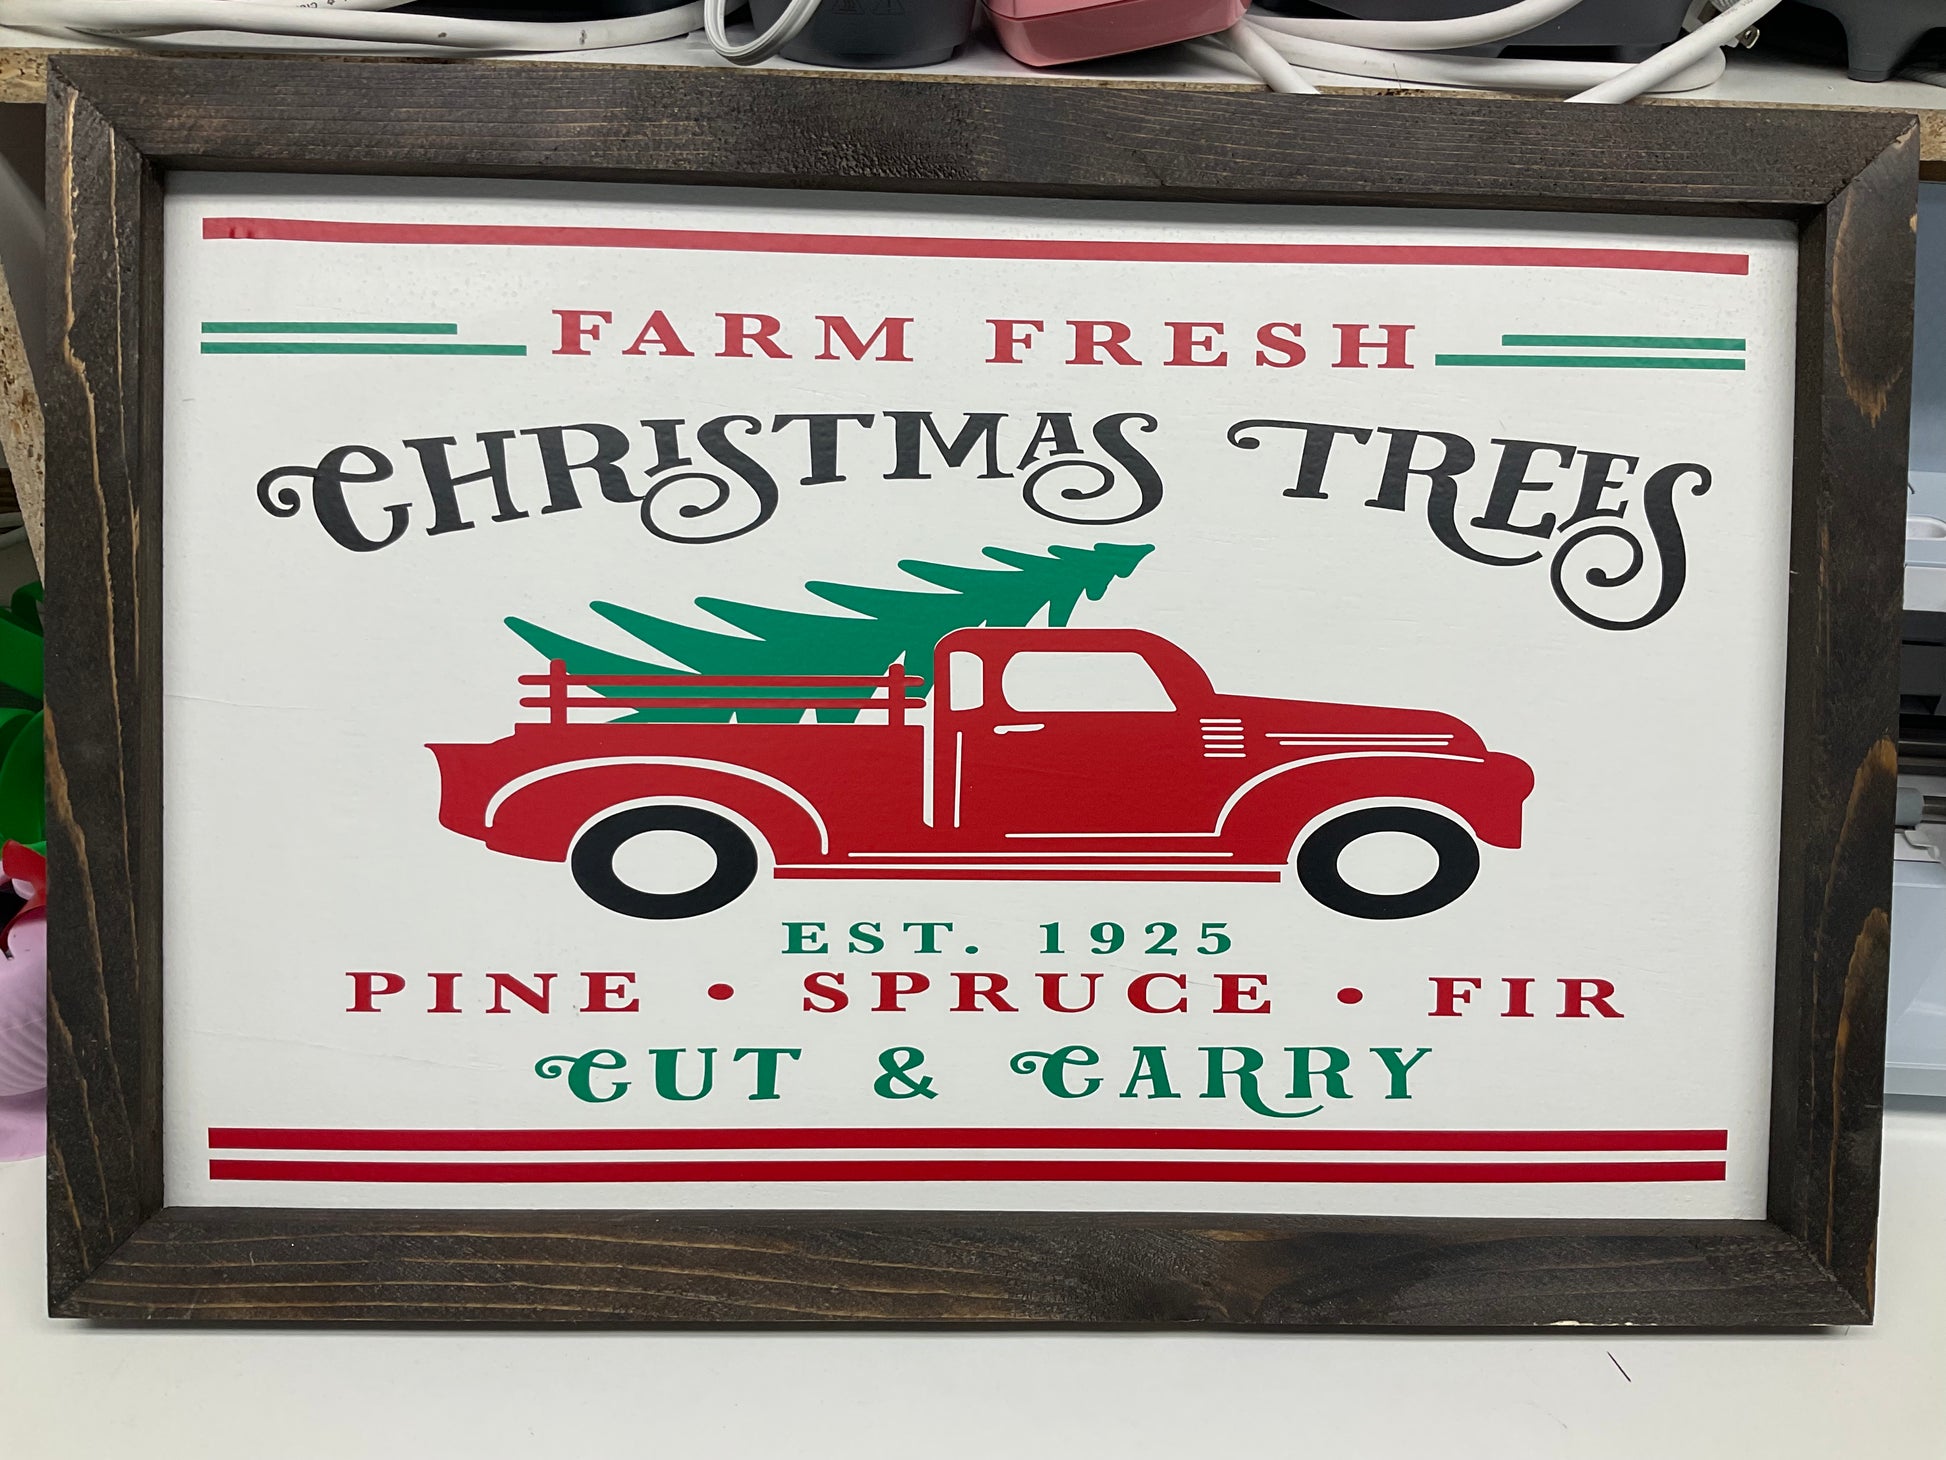 FARM FRESH
CHRISTMAS TREES
EST. 1925
PINE • SPRUCE • FIR
CUT & CARRY